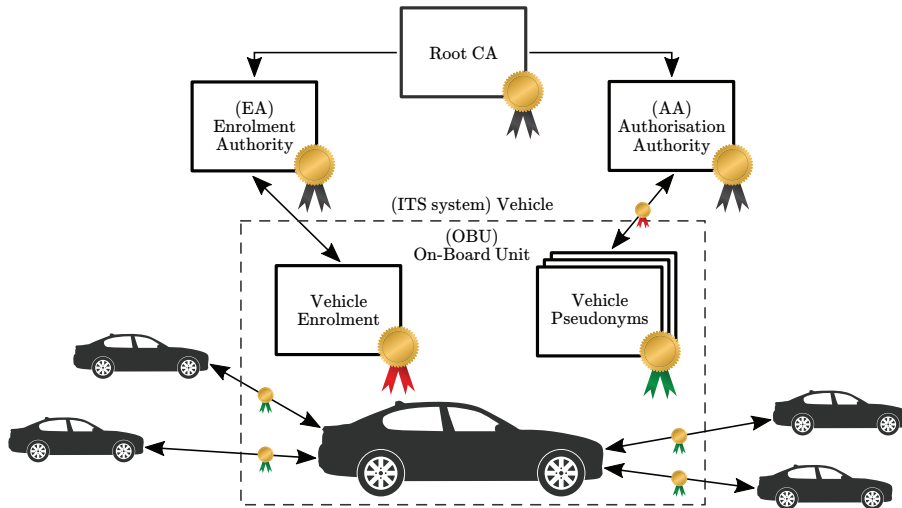 Root CA
(EA)
Enrolment
Authority
(AA)
Authorisation
Authority
(ITS system) Vehicle
(OBU)
On-Board Unit
Vehicle
Enrolment
Vehicle
Pseudonyms